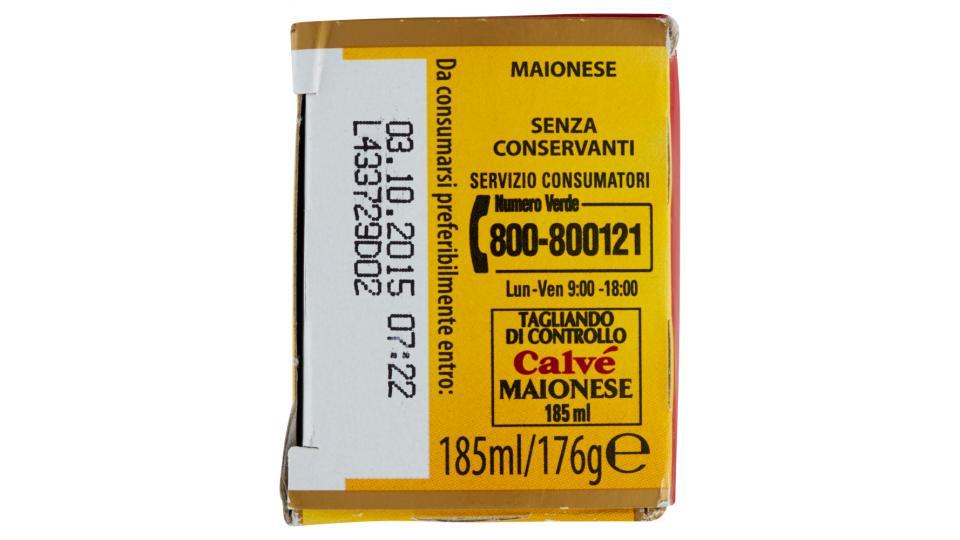 MAIONESE
SENZA
CONSERVANTI
SERVIZIO CONSUMATORI
Numero Verde
800-800121
Lun-Ven 9:00 -18:00
TAGLIANDO
DI CONTROLLO
Calvé
MAIONESE
185 ml
185ml/176g e
Da consumarsi preferibilmente entro:
03.10.2015 07:22
L433729D02